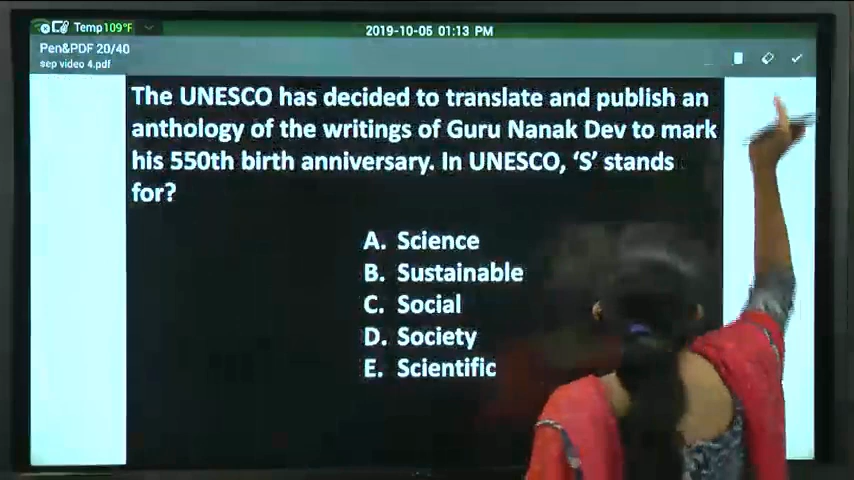 Temp109°F
2019-10-05 01:13 PM
Pen&PDF 20/40
sep video 4.pdf
The UNESCO has decided to translate and publish an
anthology of the writings of Guru Nanak Dev to mark
his 550th birth anniversary. In UNESCO, ‘S’ stands
for?
A. Science
B. Sustainable
C. Social
D. Society
E. Scientific